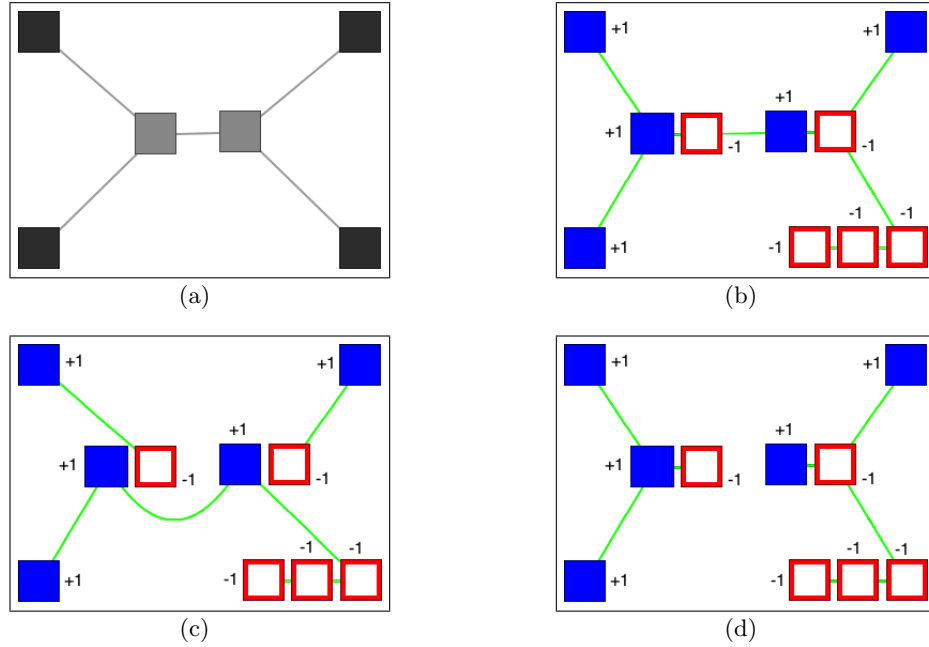 +1 +1
+1
+1 -1 -1
-1 -1
+1 -1
(a) (b)
+1 +1 +1 +1
+1 +1
+1 -1 -1 +1 -1 -1
-1 -1 -1 -1
+1 -1 +1 -1
(c) (d)